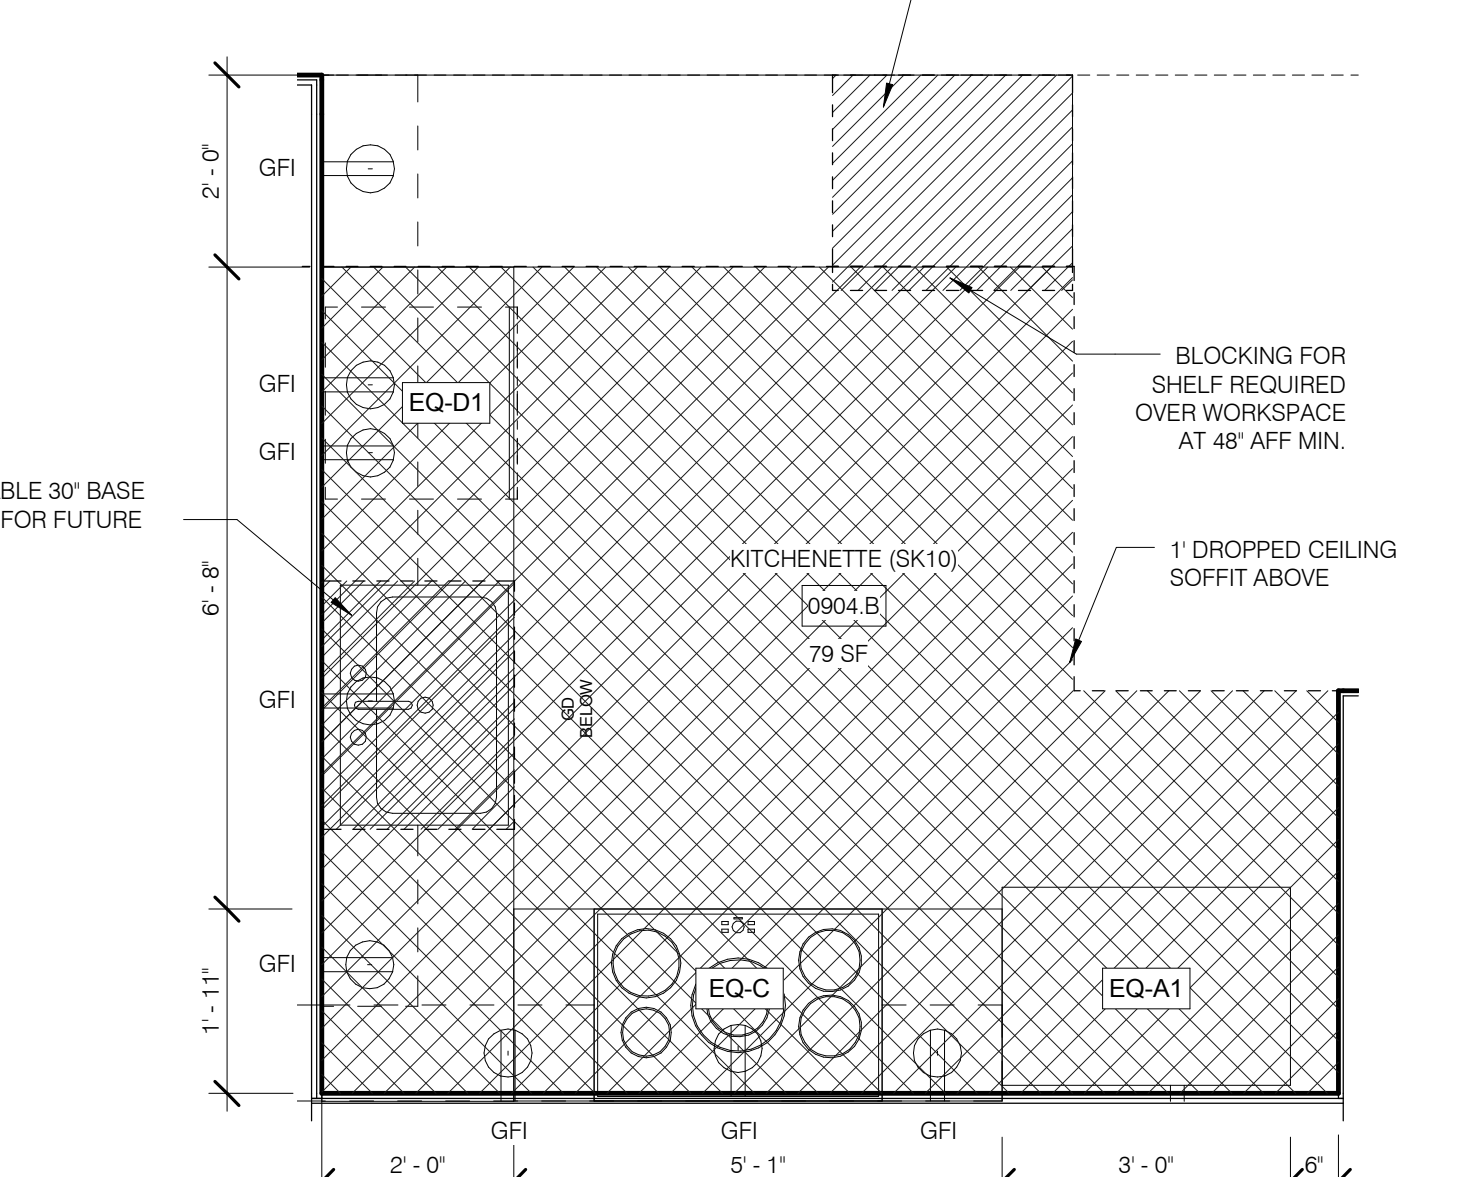 2' - 0"
GFI
GFI
EQ-D1
GFI
BLOCKING FOR
SHELF REQUIRED
OVER WORKSPACE
AT 48" AFF MIN.
BLE 30" BASE
FOR FUTURE
KITCHENETTE (SK10)
0904.B
79 SF
1' DROPPED CEILING
SOFFIT ABOVE
6' - 8"
GFI
GD
BELOW
GFI
1' - 11"
EQ-C
EQ-A1
GFI
GFI
GFI
2' - 0"
5' - 1"
3' - 0"
6"